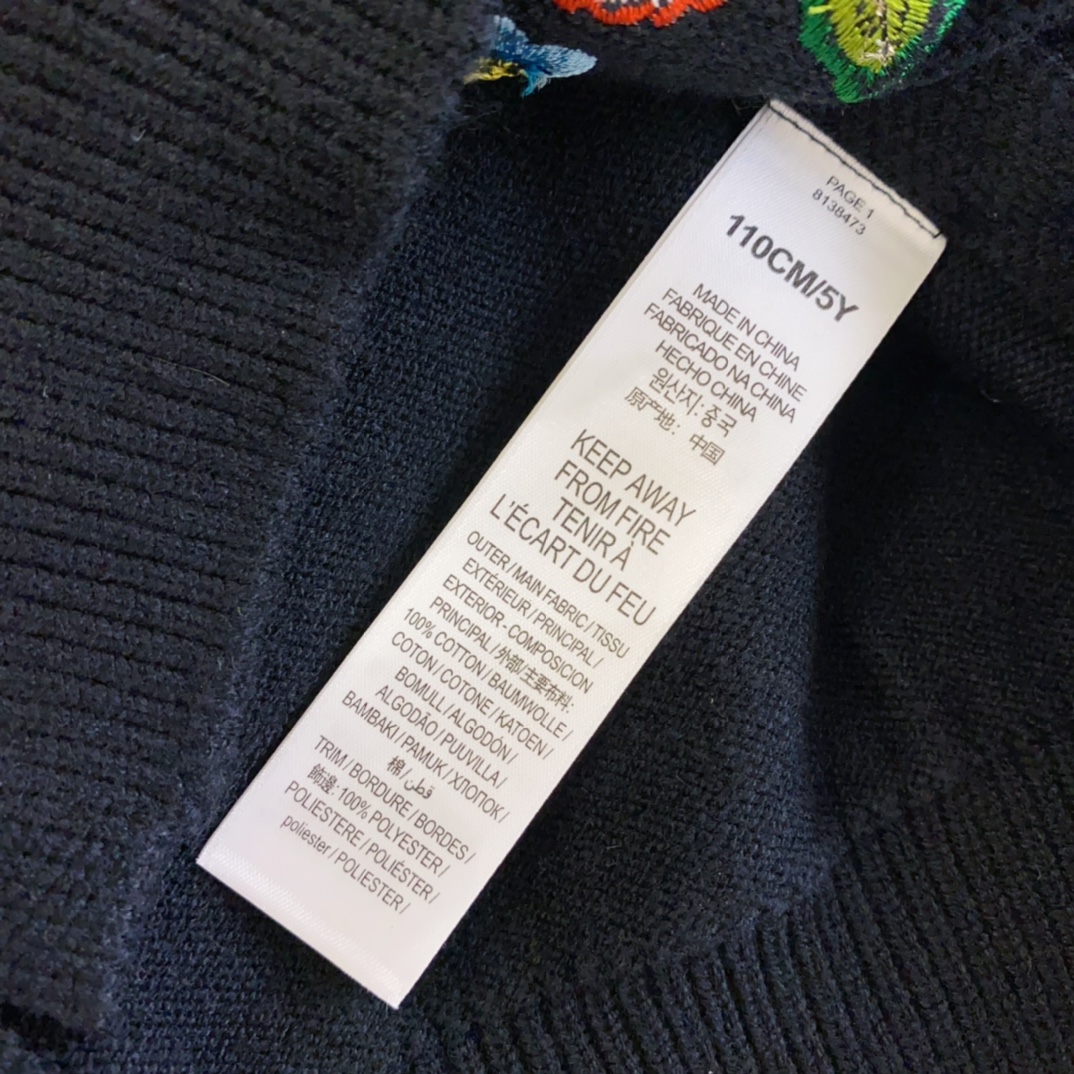 PAGE 1
8138473
110CM/5Y
MADE IN CHINA
FABRIQUE EN CHINE
FABRICADO NA CHINA
HECHO CHINA
원산지: 중국
原产地: 中国
KEEP AWAY
FROM FIRE
TENIR À
L'ÉCART DU FEU
OUTER / MAIN FABRIC / TISSU
EXTÉRIEUR / PRINCIPAL /
EXTERIOR - COMPOSICION
PRINCIPAL / 外部/主要布料:
100% COTTON / BAUMWOLLE /
COTON / COTONE / KATOEN /
BOMULL / ALGODÓN /
ALGODÃO / PUUVILLA /
BAMBAKI / PAMUK / ХЛОПОК /
棉 / قطن
TRIM / BORDURE / BORDES /
飾邊: 100% POLYESTER /
POLIESTERE / POLIÉSTER /
poliester / POLIESTER /